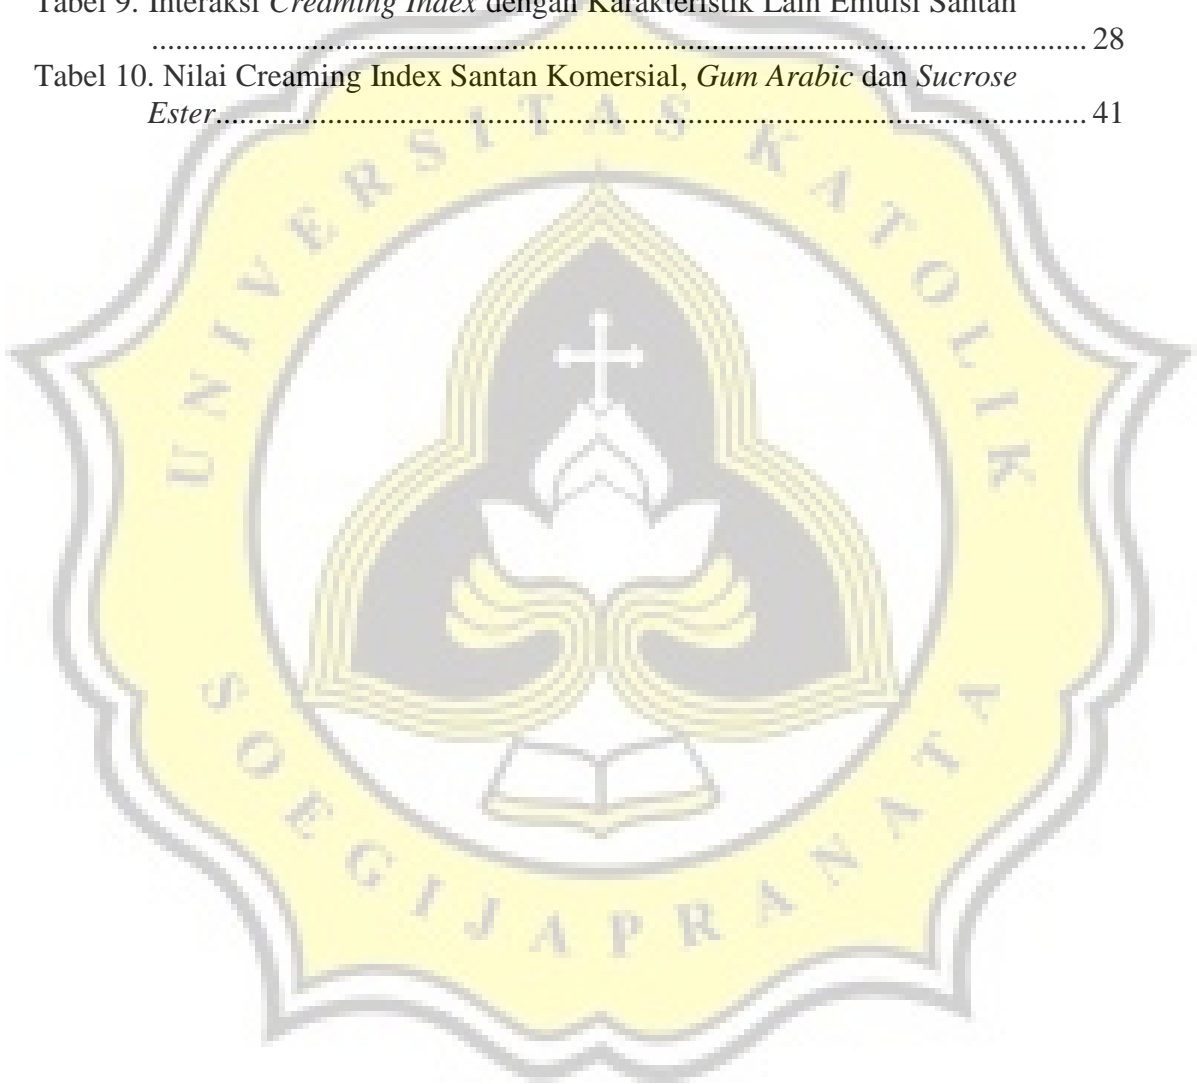 Tabel 9. Interaksi Creaming Index dengan Karakteristik Lain Emulsi Santan
........................................................................................................................ 28
Tabel 10. Nilai Creaming Index Santan Komersial, Gum Arabic dan Sucrose
Ester................................................................................................................ 41
UNIVERSITAS KATOLIK
SOEGIJAPRANATA